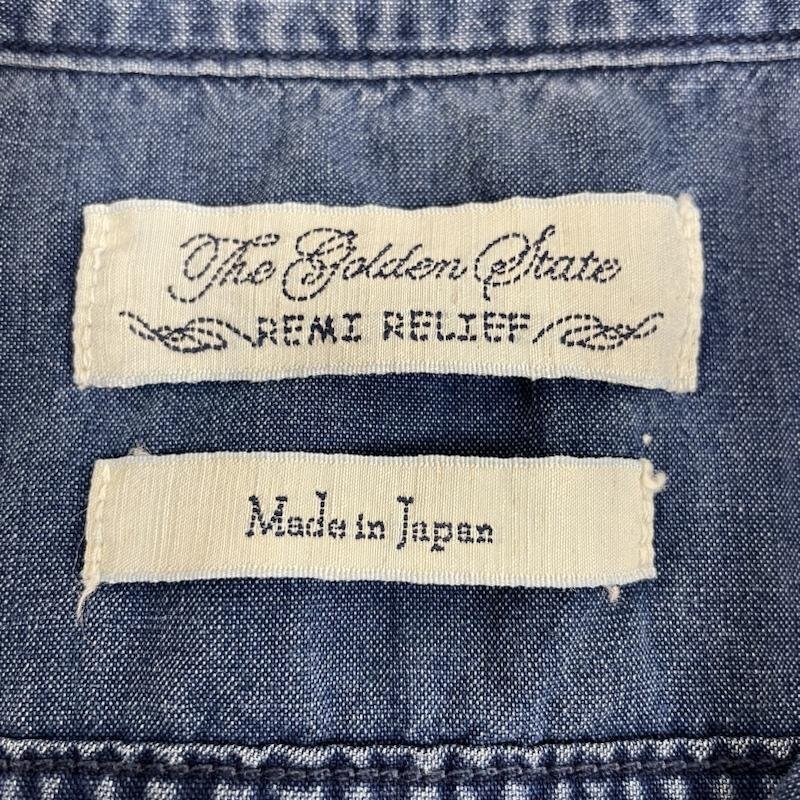 The Golden State
REMI RELIEF
Made in Japan